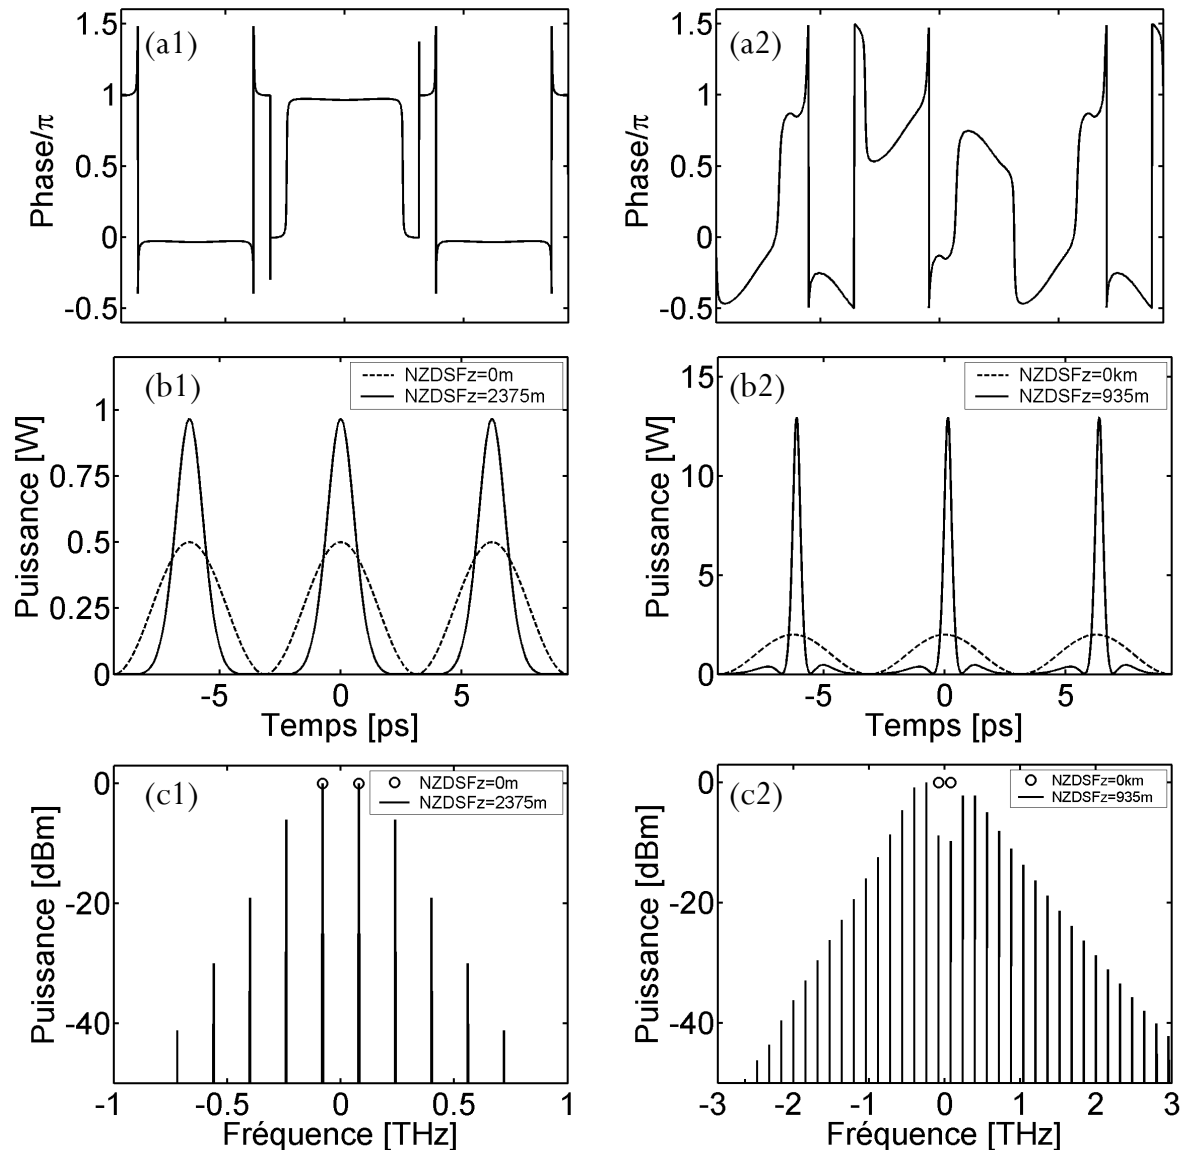 (a1)
Phase/π
1.5
1
0.5
0
-0.5
(a2)
Phase/π
1.5
1
0.5
0
-0.5
(b1)
NZDSFz=0m
NZDSFz=2375m
Puissance [W]
1
0.75
0.5
0.25
0
-5 0 5
Temps [ps]
(b2)
NZDSFz=0km
NZDSFz=935m
Puissance [W]
15
10
5
0
-5 0 5
Temps [ps]
(c1)
NZDSFz=0m
NZDSFz=2375m
Puissance [dBm]
0
-20
-40
-1 -0.5 0 0.5 1
Fréquence [THz]
(c2)
NZDSFz=0km
NZDSFz=935m
Puissance [dBm]
0
-20
-40
-3 -2 -1 0 1 2 3
Fréquence [THz]